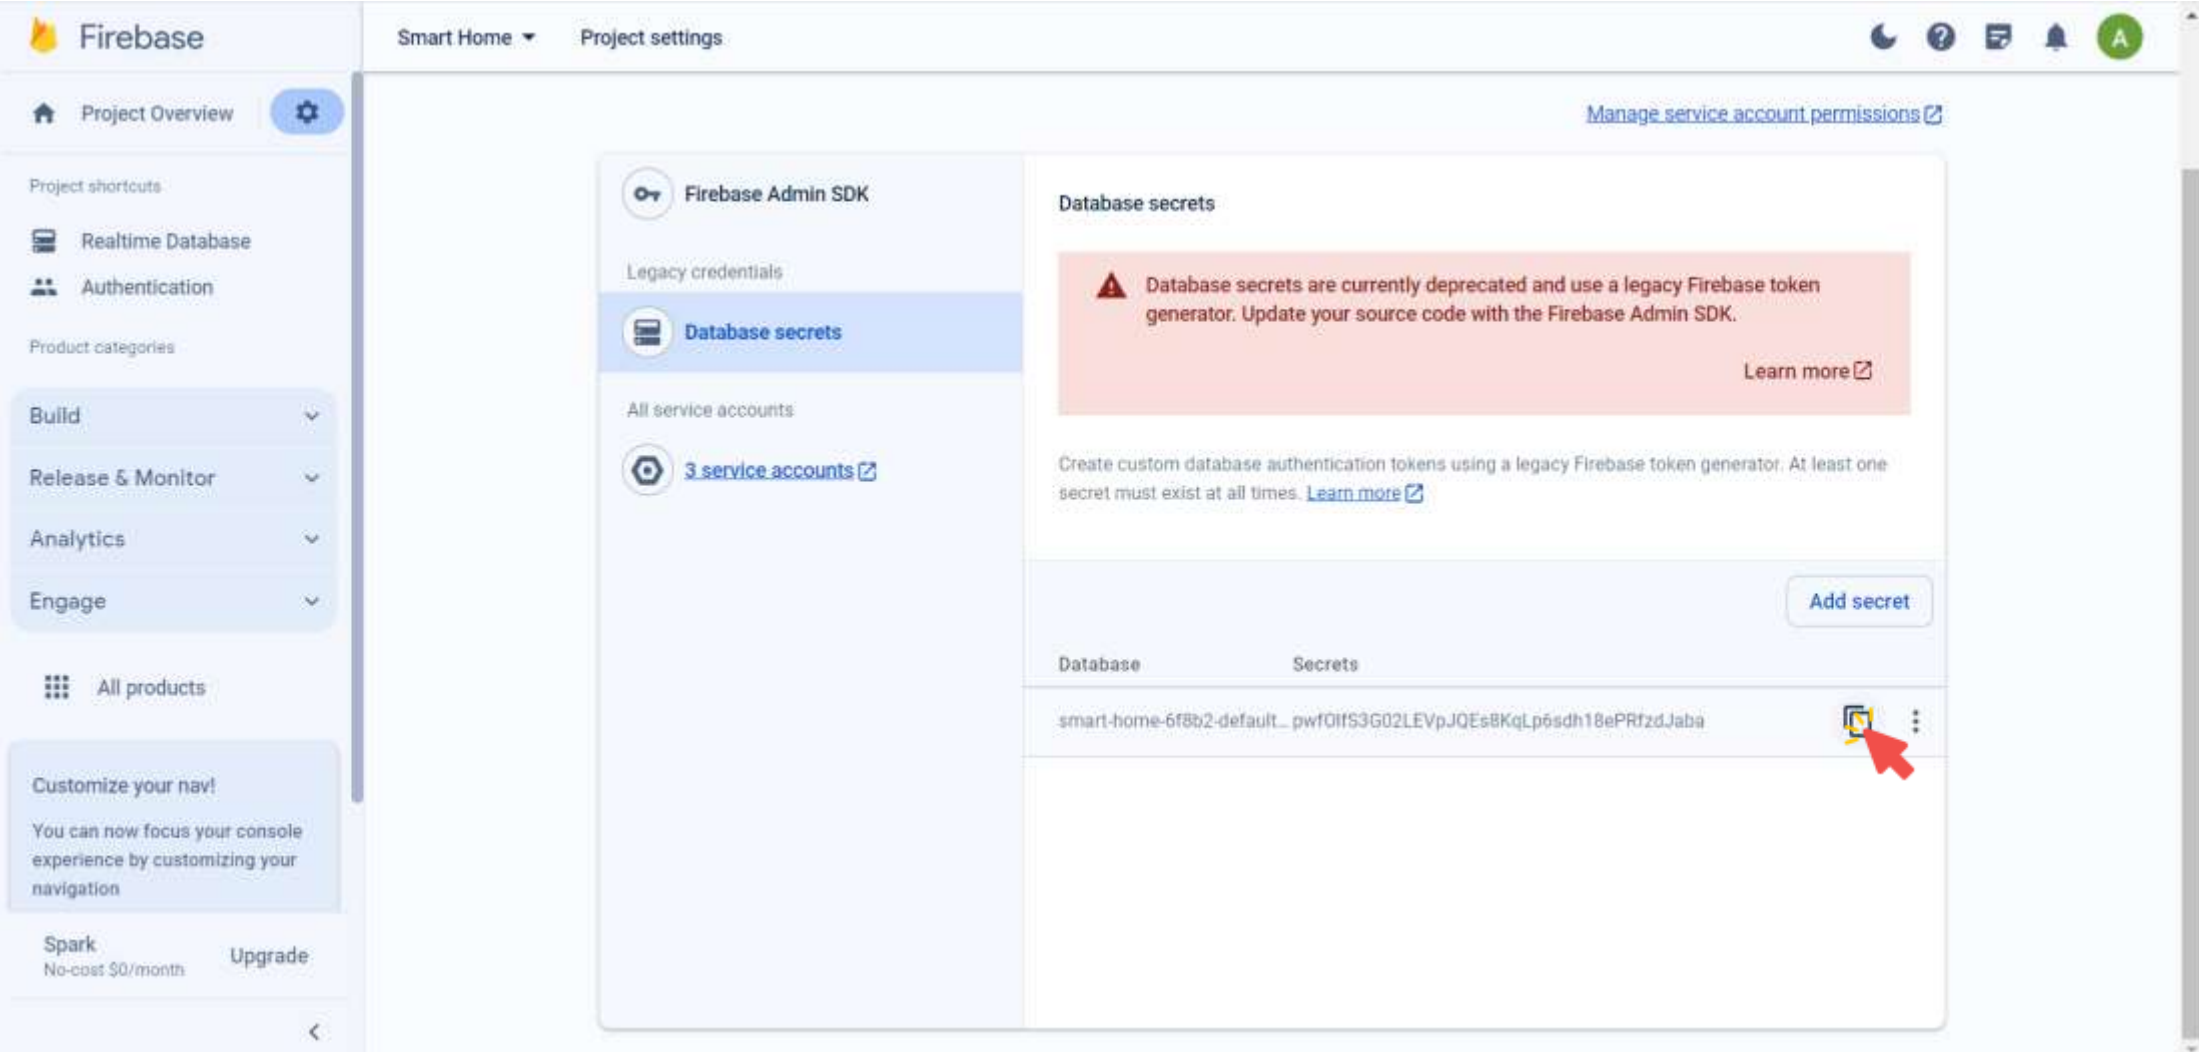 Firebase
Smart Home
Project settings
A
Project Overview
Manage service account permissions
Project shortcuts
Realtime Database
Authentication
Product categories
Build
Release & Monitor
Analytics
Engage
All products
Customize your nav!
You can now focus your console
experience by customizing your
navigation
Spark
No-cost $0/month
Upgrade
Firebase Admin SDK
Legacy credentials
Database secrets
All service accounts
3 service accounts
Database secrets
Database secrets are currently deprecated and use a legacy Firebase token
generator. Update your source code with the Firebase Admin SDK.
Learn more
Create custom database authentication tokens using a legacy Firebase token generator. At least one
secret must exist at all times. Learn more
Add secret
Database Secrets
smart-home-6f8b2-default...